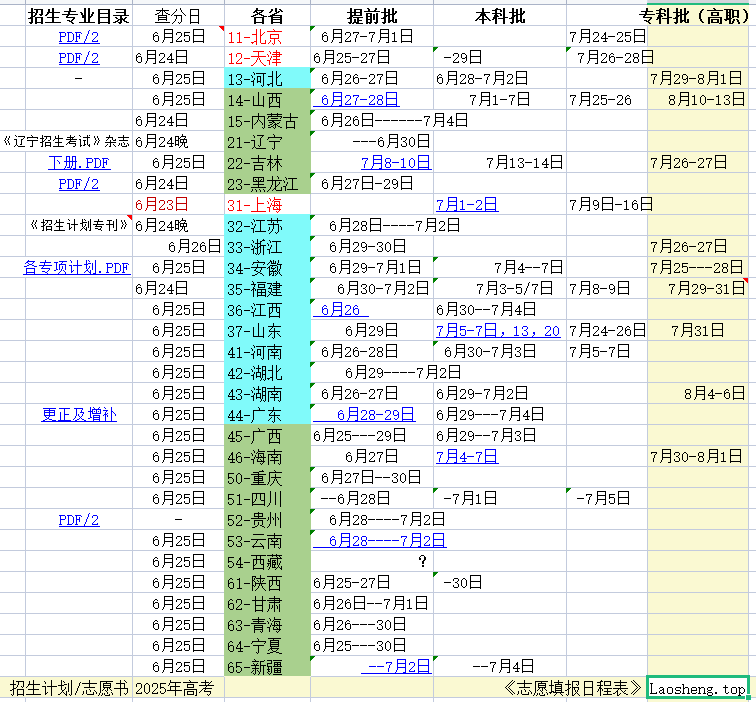 招生专业目录 查分日 各省 提前批 本科批 专科批（高职）
PDF/2 6月25日 11-北京 6月27-7月1日 7月24-25日
PDF/2 6月24日 12-天津 6月25-27日 -29日 7月26-28日
- 6月25日 13-河北 6月26-27日 6月28-7月2日 7月29-8月1日
6月25日 14-山西 6月27-28日 7月1-7日 7月25-26 8月10-13日
6月24日 15-内蒙古 6月26日------7月4日
《辽宁招生考试》杂志 6月24晚 21-辽宁 ---6月30日
下册.PDF 6月25日 22-吉林 7月8-10日 7月13-14日 7月26-27日
PDF/2 6月24日 23-黑龙江 6月27日-29日
6月23日 31-上海 7月1-2日 7月9日-16日
《招生计划专刊》 6月24晚 32-江苏 6月28日----7月2日
6月26日 33-浙江 6月29-30日 7月26-27日
各专项计划.PDF 6月25日 34-安徽 6月29-7月1日 7月4--7日 7月25---28日
6月24日 35-福建 6月30-7月2日 7月3-5/7日 7月8-9日 7月29-31日
6月25日 36-江西 6月26 6月30--7月4日
6月25日 37-山东 6月29日 7月5-7日，13，20 7月24-26日 7月31日
6月25日 41-河南 6月26-28日 6月30-7月3日 7月5-7日
6月25日 42-湖北 6月29----7月2日
6月25日 43-湖南 6月26-27日 6月29-7月2日 8月4-6日
更正及增补 6月25日 44-广东 6月28-29日 6月29---7月4日
6月25日 45-广西 6月25---29日 6月29--7月3日
6月25日 46-海南 6月27日 7月4-7日 7月30-8月1日
6月25日 50-重庆 6月27日--30日
6月25日 51-四川 --6月28日 -7月1日 -7月5日
PDF/2 - 52-贵州 6月28----7月2日
6月25日 53-云南 6月28----7月2日
6月25日 54-西藏 ?
6月25日 61-陕西 6月25-27日 -30日
6月25日 62-甘肃 6月26日--7月1日
6月25日 63-青海 6月26---30日
6月25日 64-宁夏 6月25---30日
6月25日 65-新疆 --7月2日 --7月4日
招生计划/志愿书 2025年高考 《志愿填报日程表》 Laosheng.top